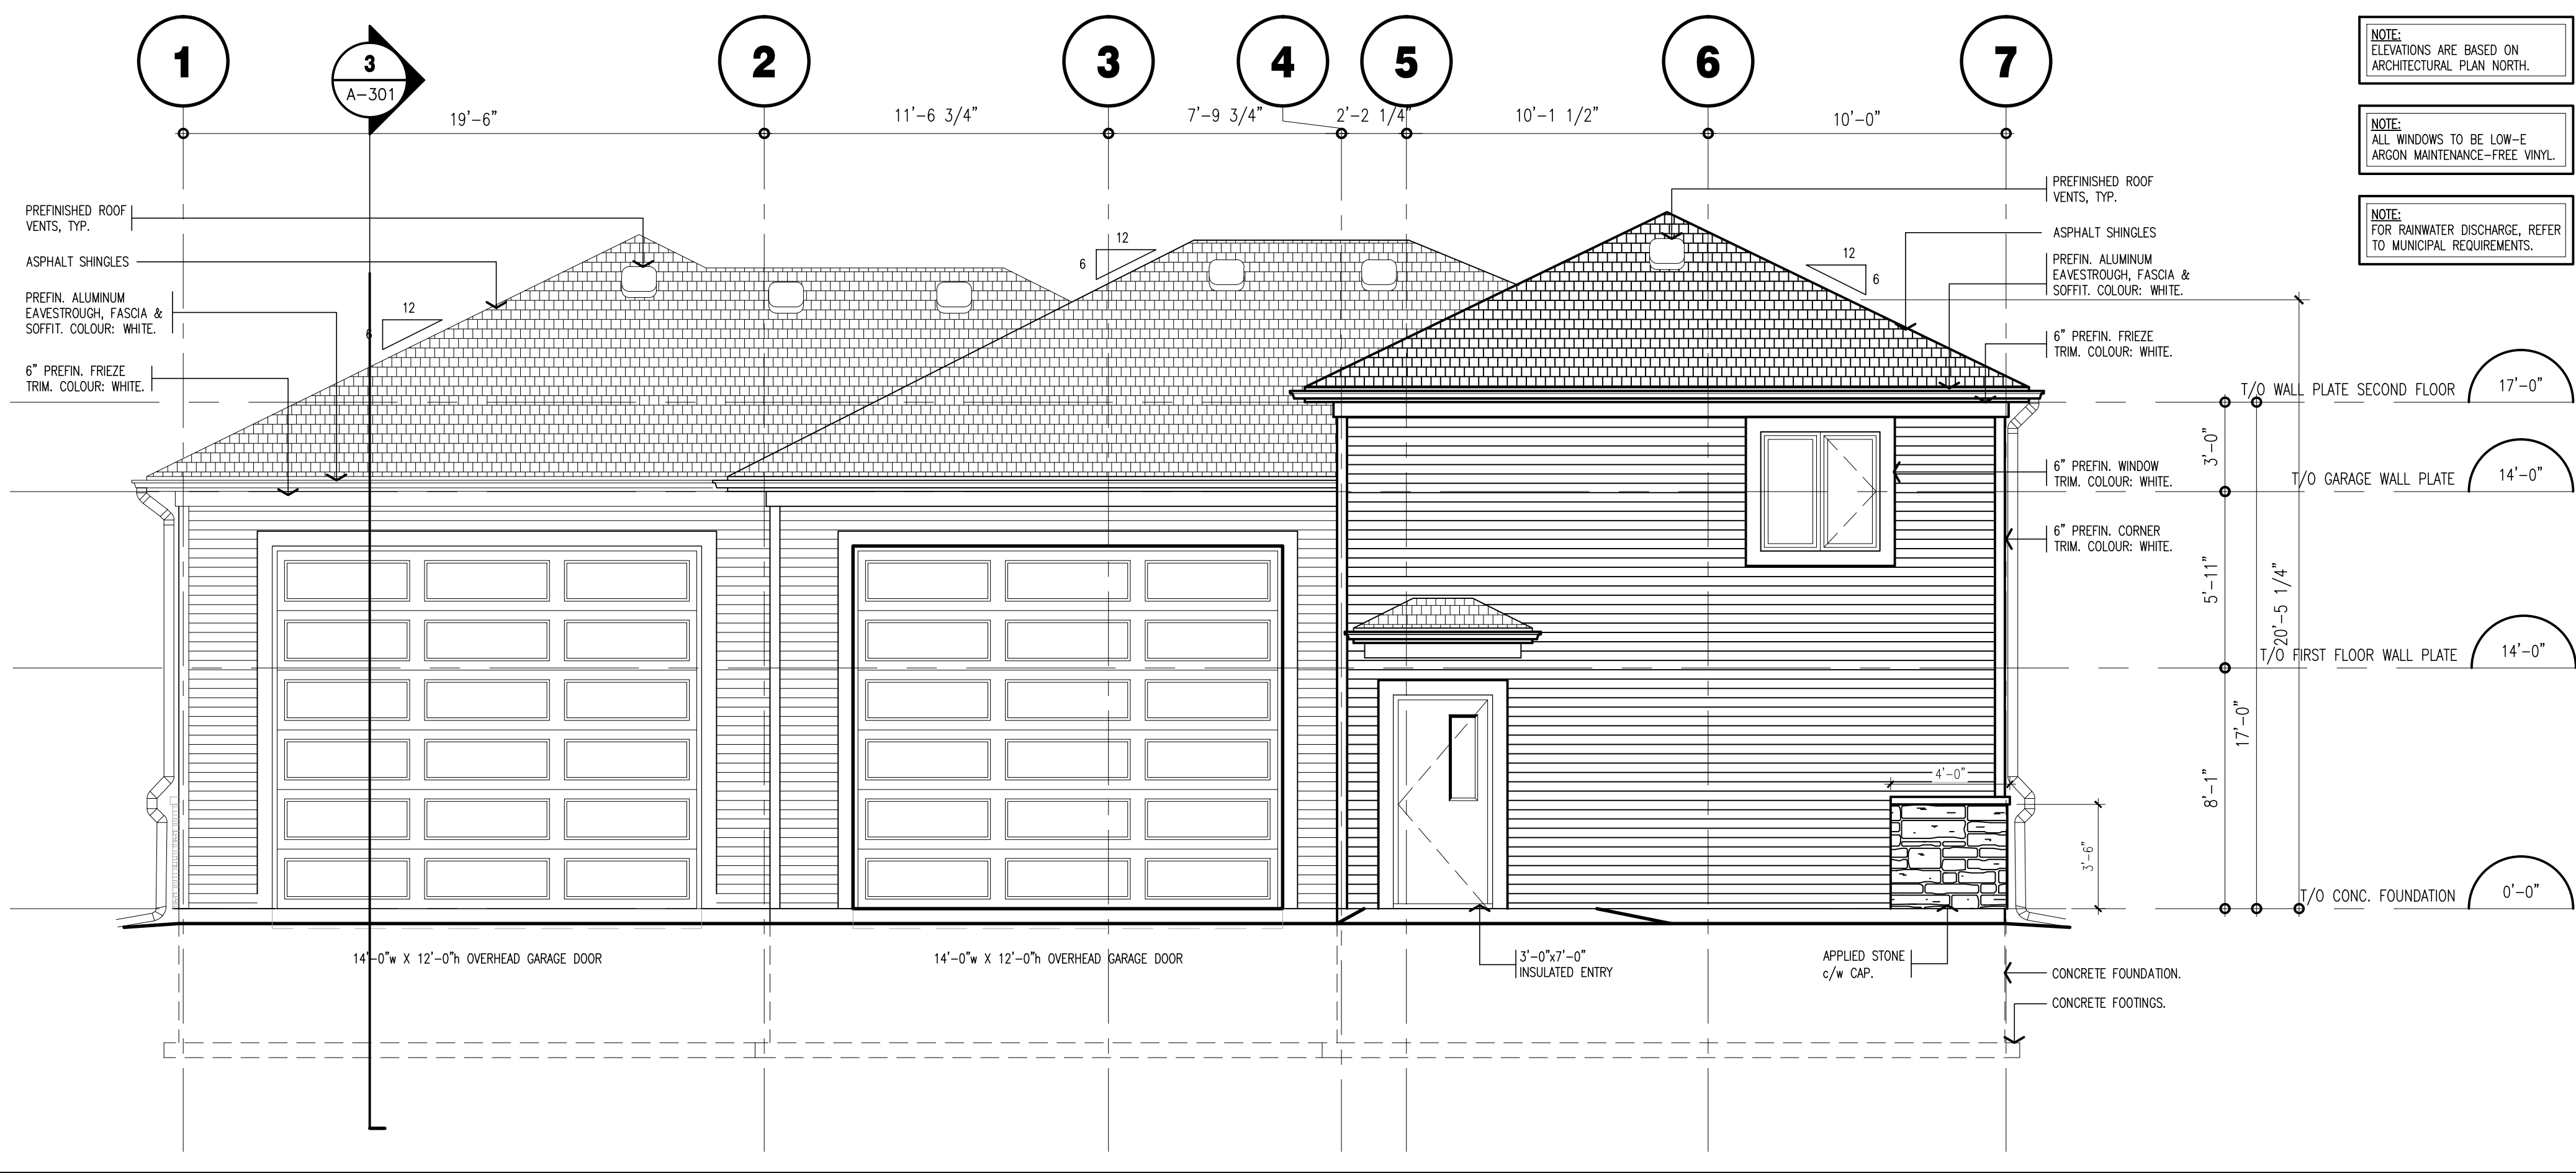 1
3
A-301
2
3
4
5
6
7
19'-6"
11'-6 3/4"
7'-9 3/4"
2'-2 1/4"
10'-1 1/2"
10'-0"
NOTE:
ELEVATIONS ARE BASED ON
ARCHITECTURAL PLAN NORTH.
NOTE:
ALL WINDOWS TO BE LOW-E
ARGON MAINTENANCE-FREE VINYL.
NOTE:
FOR RAINWATER DISCHARGE, REFER
TO MUNICIPAL REQUIREMENTS.
PREFINISHED ROOF
VENTS, TYP.
ASPHALT SHINGLES
PREFIN. ALUMINUM
EAVESTROUGH, FASCIA &
SOFFIT. COLOUR: WHITE.
6" PREFIN. FRIEZE
TRIM. COLOUR: WHITE.
12
6
12
6
12
6
PREFINISHED ROOF
VENTS, TYP.
ASPHALT SHINGLES
PREFIN. ALUMINUM
EAVESTROUGH, FASCIA &
SOFFIT. COLOUR: WHITE.
6" PREFIN. FRIEZE
TRIM. COLOUR: WHITE.
6" PREFIN. WINDOW
TRIM. COLOUR: WHITE.
6" PREFIN. CORNER
TRIM. COLOUR: WHITE.
T/O WALL PLATE SECOND FLOOR
17'-0"
3'-0"
T/O GARAGE WALL PLATE
14'-0"
5'-11"
20'-5 1/4"
T/O FIRST FLOOR WALL PLATE
14'-0"
17'-0"
8'-1"
4'-0"
3'-6"
T/O CONC. FOUNDATION
0'-0"
14'-0"w X 12'-0"h OVERHEAD GARAGE DOOR
14'-0"w X 12'-0"h OVERHEAD GARAGE DOOR
3'-0"x7'-0"
INSULATED ENTRY
APPLIED STONE
c/w CAP.
CONCRETE FOUNDATION.
CONCRETE FOOTINGS.